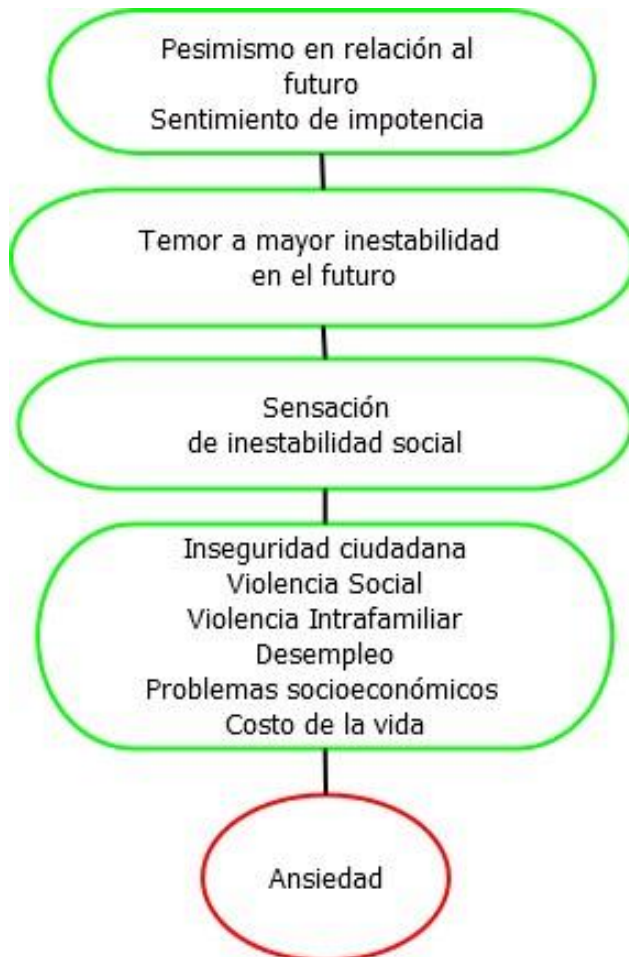 Pesimismo en relación al
futuro
Sentimiento de impotencia
Temor a mayor inestabilidad
en el futuro
Sensación
de inestabilidad social
Inseguridad ciudadana
Violencia Social
Violencia Intrafamiliar
Desempleo
Problemas socioeconómicos
Costo de la vida
Ansiedad